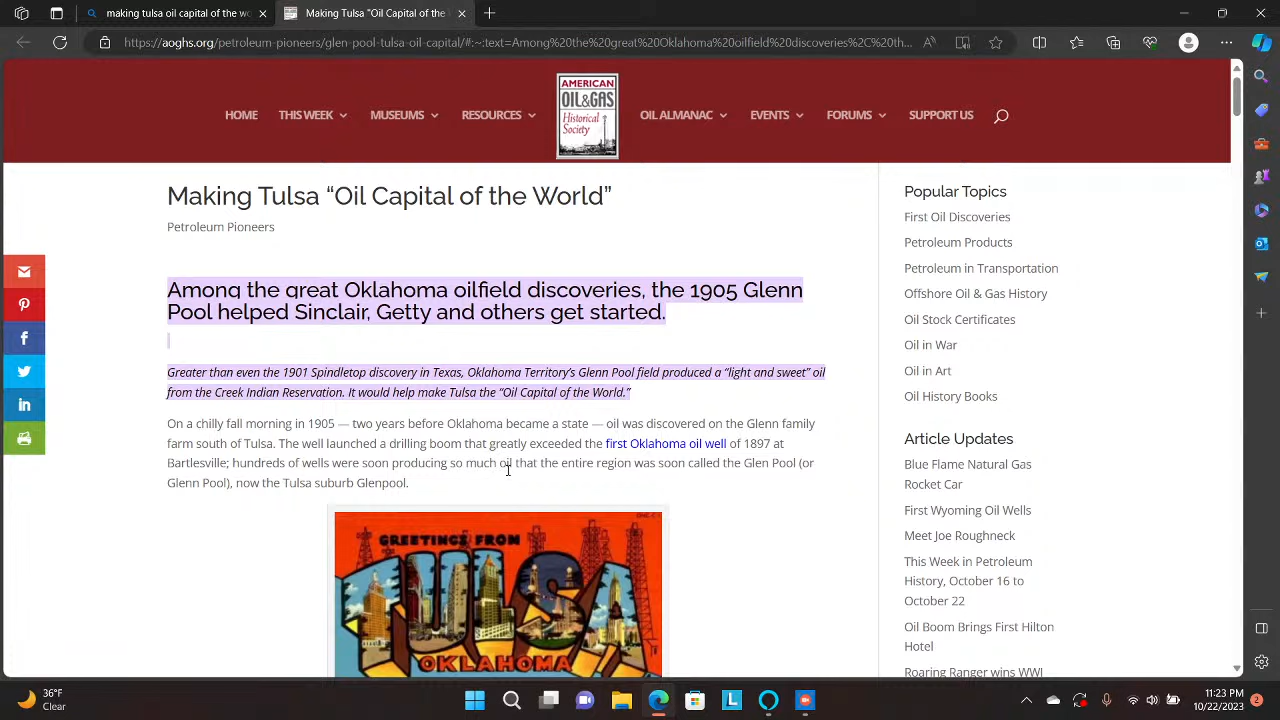 tulsa oil capital of the wo
Making Tulsa “Oil Capital of the
https://aoghs.org/petroleum-pioneers/glen-pool-tulsa-oil-capital/#:~:text=Among%20the%20great%20Oklahoma%20oilfield%20discoveries%2C%20the%20th...
HOME THIS WEEK MUSEUMS RESOURCES OIL ALMANAC EVENTS FORUMS SUPPORT US
AMERICAN
OIL&GAS
Historical
Society
Making Tulsa “Oil Capital of the World”
Petroleum Pioneers
Among the great Oklahoma oilfield discoveries, the 1905 Glenn
Pool helped Sinclair, Getty and others get started.
Greater than even the 1901 Spindletop discovery in Texas, Oklahoma Territory’s Glenn Pool field produced a “light and sweet” oil
from the Creek Indian Reservation. It would help make Tulsa the “Oil Capital of the World.”
On a chilly fall morning in 1905 — two years before Oklahoma became a state — oil was discovered on the Glenn family
farm south of Tulsa. The well launched a drilling boom that greatly exceeded the first Oklahoma oil well of 1897 at
Bartlesville; hundreds of wells were soon producing so much oil that the entire region was soon called the Glen Pool (or
Glenn Pool), now the Tulsa suburb Glenpool.
GREETINGS FROM
TULSA
OKLAHOMA
Popular Topics
First Oil Discoveries
Petroleum Products
Petroleum in Transportation
Offshore Oil & Gas History
Oil Stock Certificates
Oil in War
Oil in Art
Oil History Books
Article Updates
Blue Flame Natural Gas
Rocket Car
First Wyoming Oil Wells
Meet Joe Roughneck
This Week in Petroleum
History, October 16 to
October 22
Oil Boom Brings First Hilton
Hotel
Roaring Ranger wins WWI
36°F
Clear
11:23 PM
10/22/2023
2